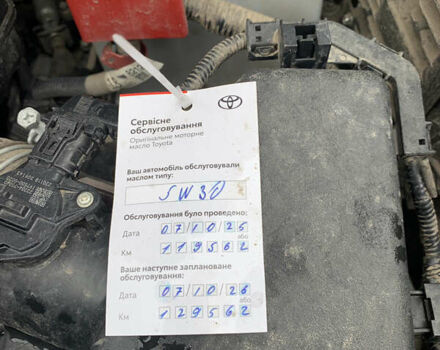 Сервісне
обслуговування
Оригінальне моторне
масло Toyota
Ваш автомобіль обслуговували
маслом типу:
5W30
Обслуговування було проведено:
Дата 07/10/25
або
Км 119562
Ваше наступне заплановане
обслуговування:
Дата 07/10/26
або
Км 129562